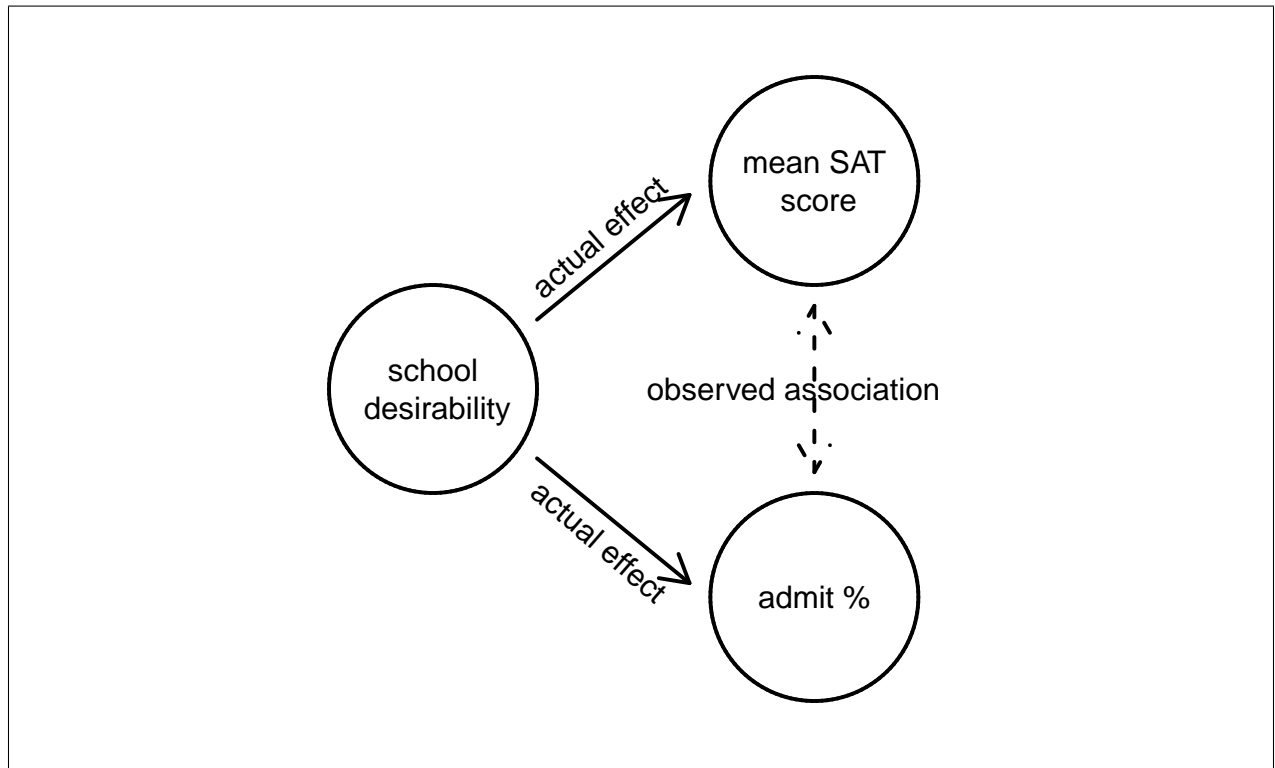 mean SAT
score
actual effect
school
desirability
observed association
actual effect
admit %